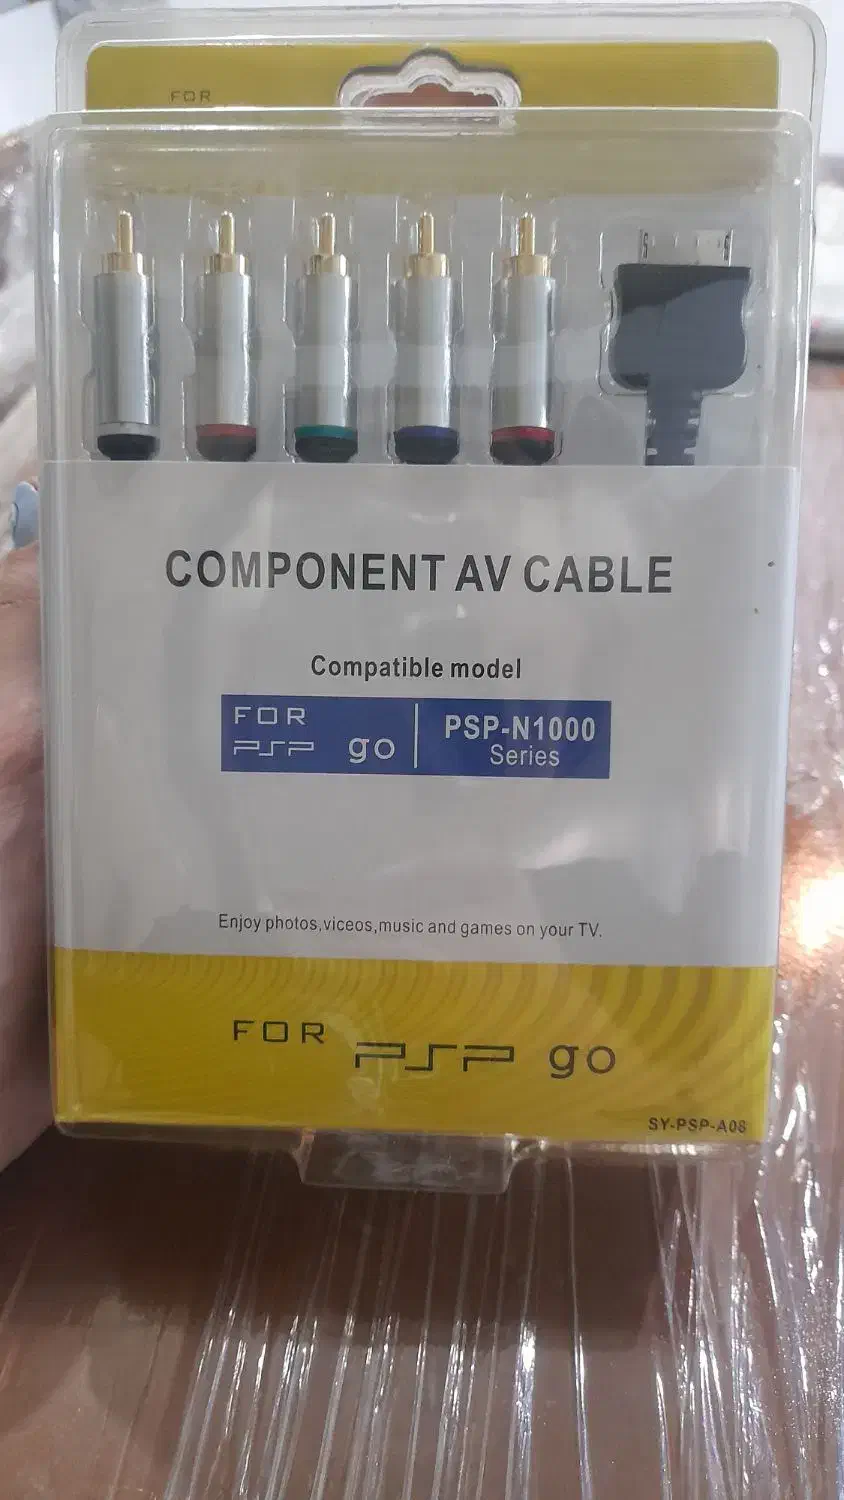 FOR
COMPONENT AV CABLE
Compatible model
FOR
PSP go
PSP-N1000
Series
Enjoy photos,viceos,music and games on your TV.
FOR
PSP go
SY-PSP-A08